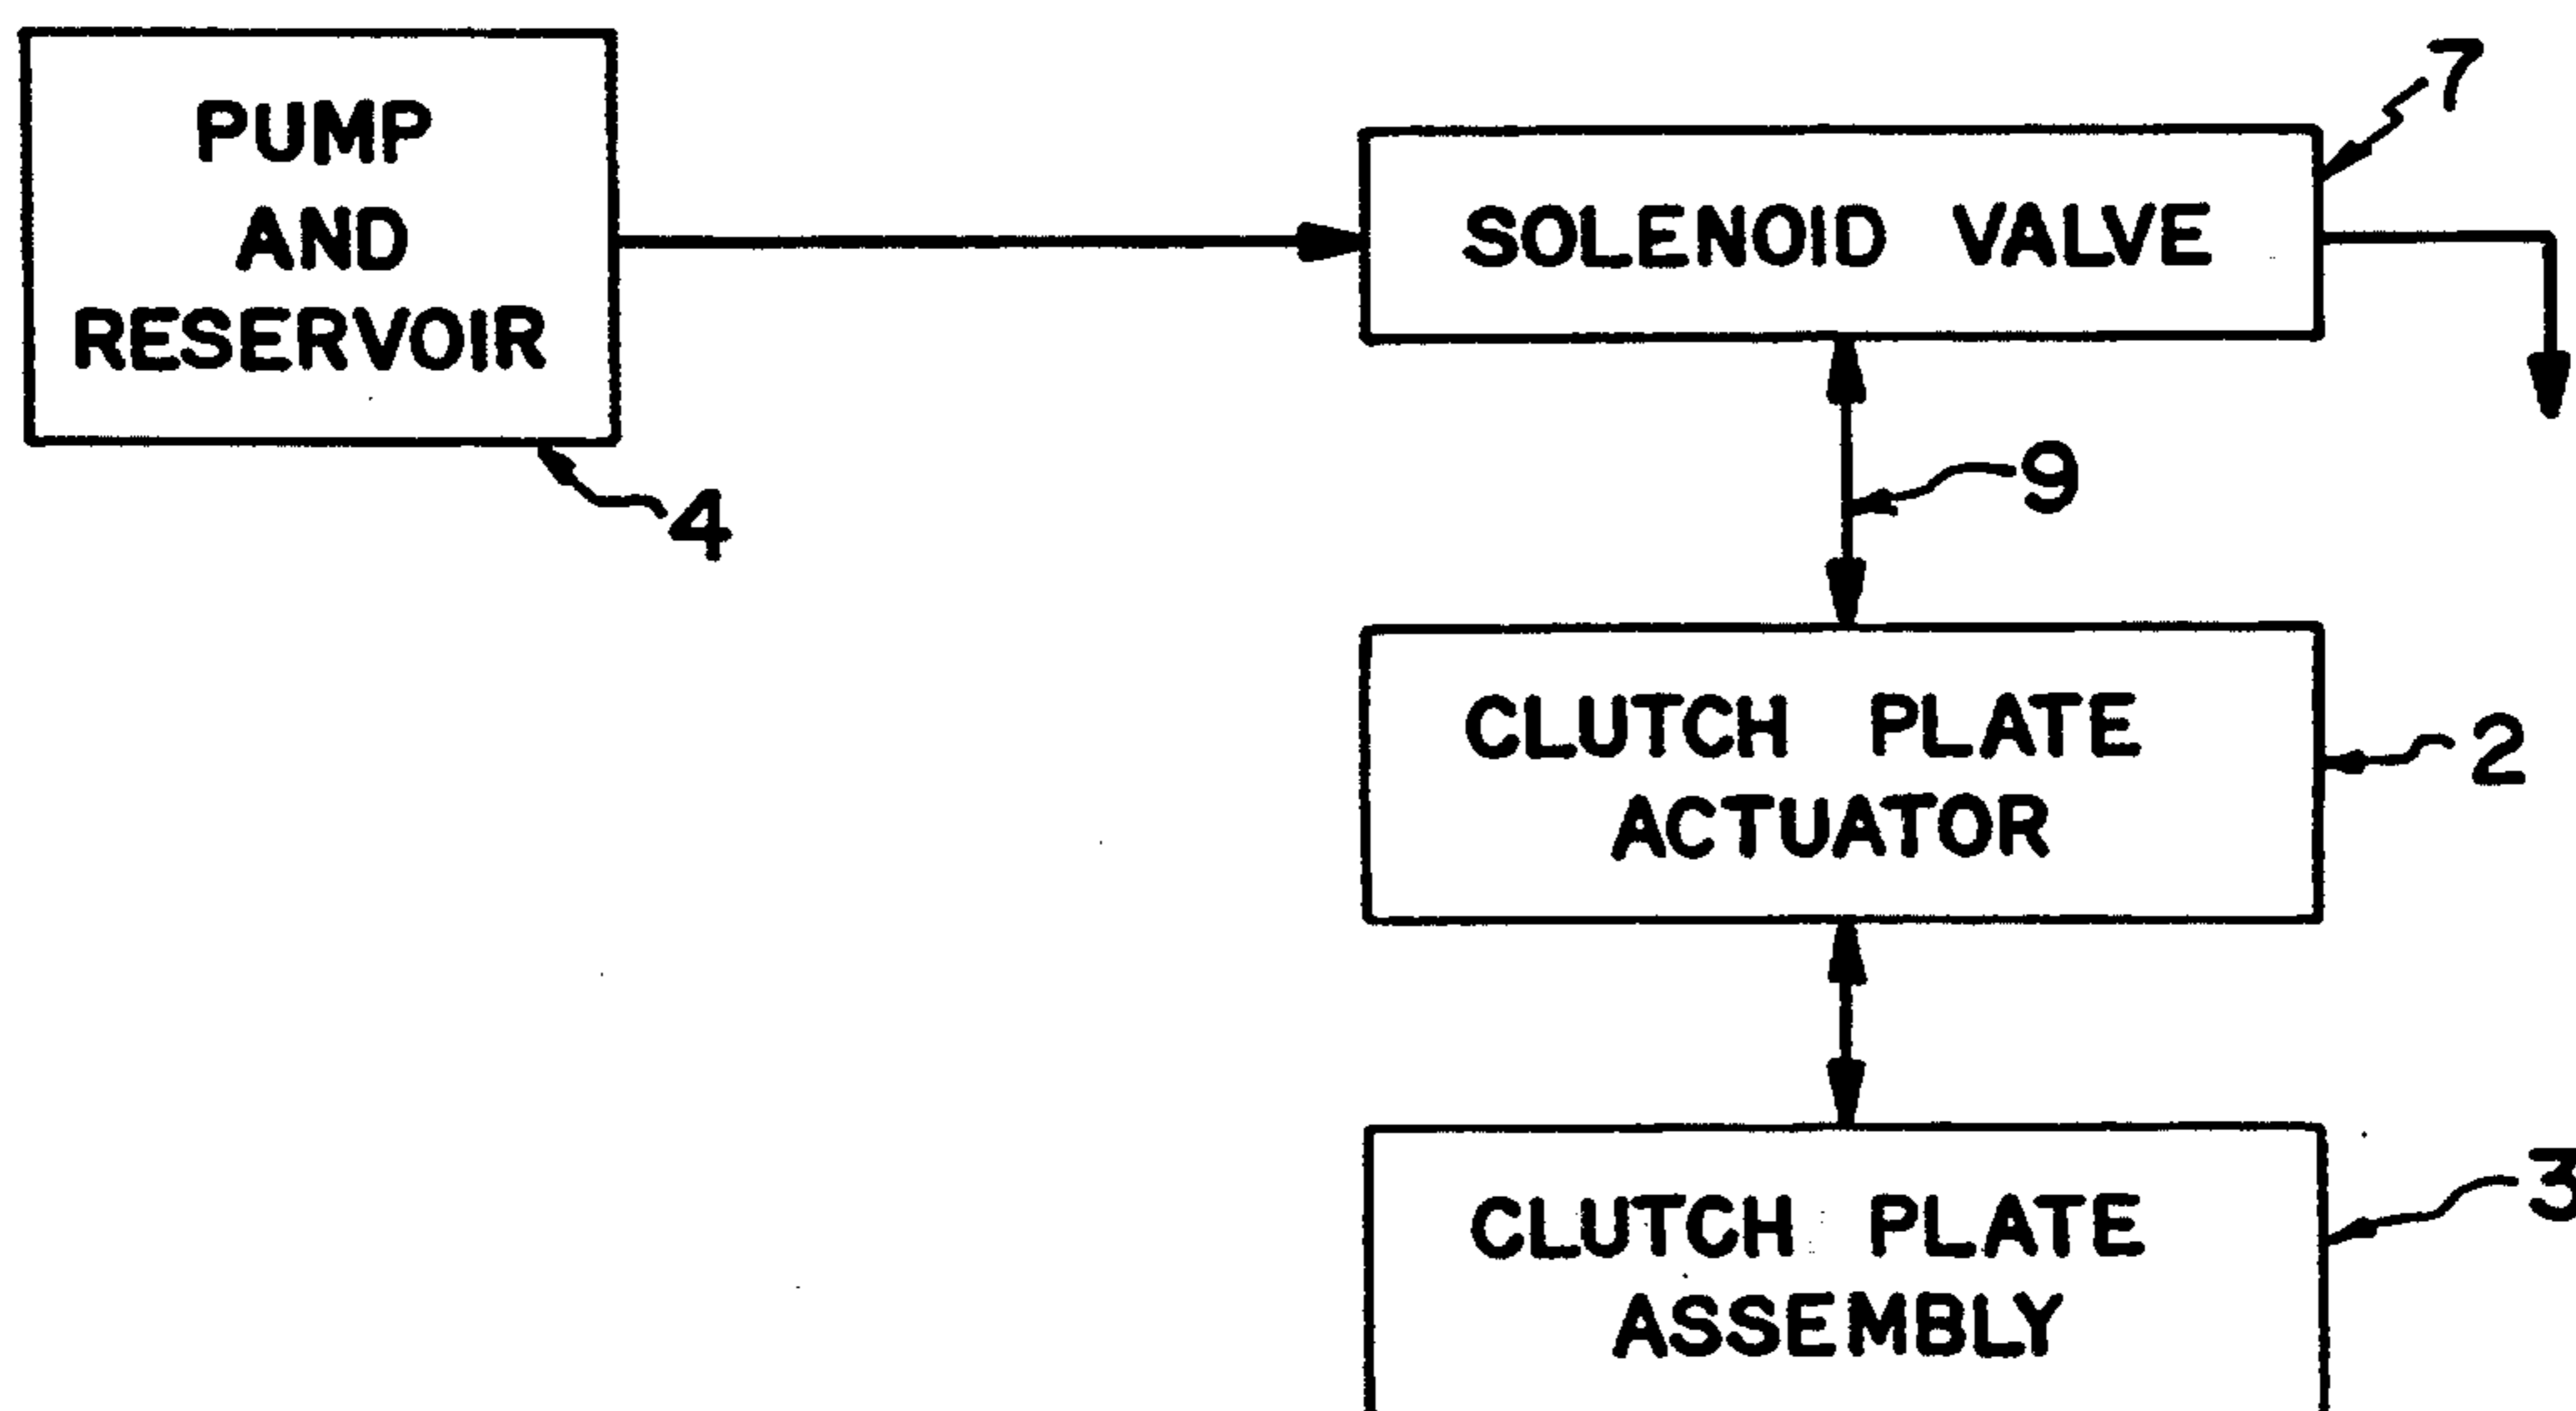 PUMP
AND
RESERVOIR
4
SOLENOID VALVE
7
9
CLUTCH PLATE
ACTUATOR
2
CLUTCH PLATE
ASSEMBLY
3